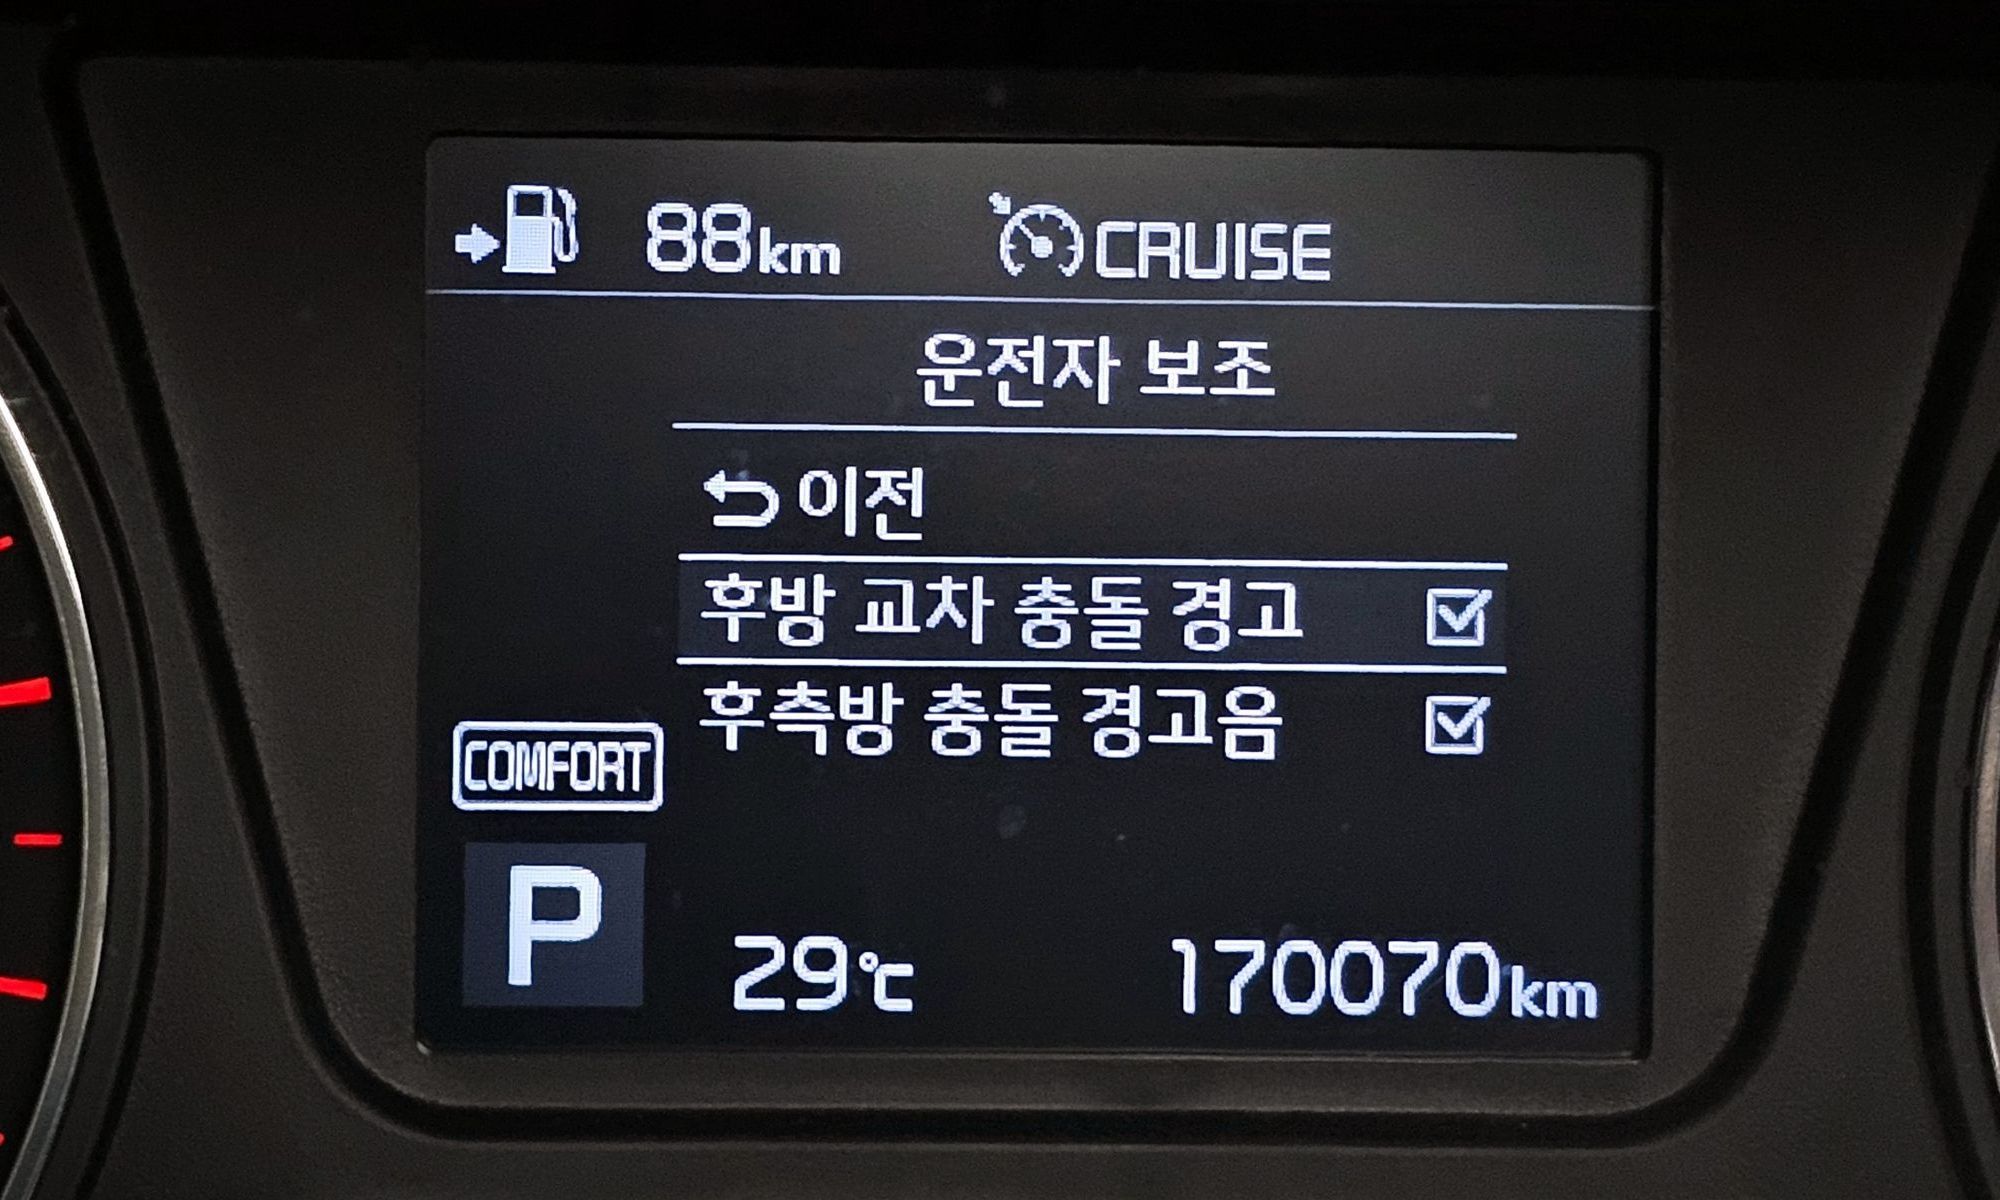 88km CRUISE
운전자 보조
이전
후방 교차 충돌 경고
후측방 충돌 경고음
COMFORT
P
29℃ 170070km